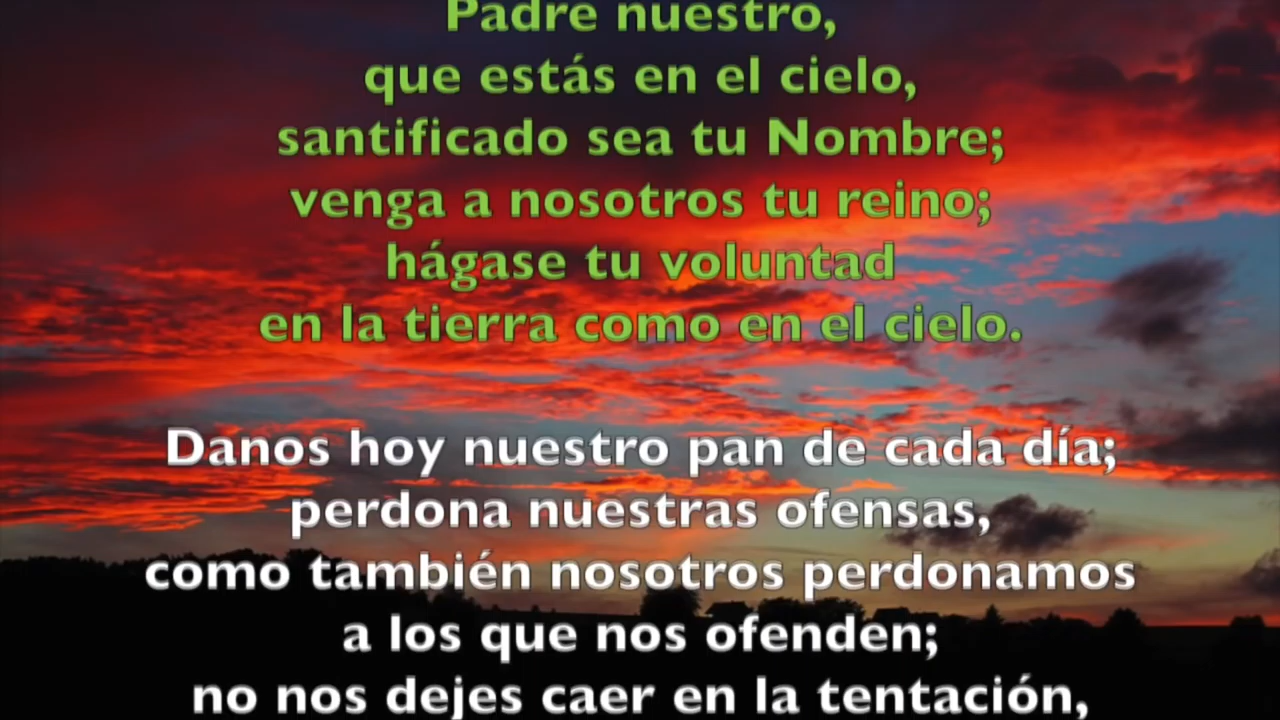 Padre nuestro,
que estás en el cielo,
santificado sea tu Nombre;
venga a nosotros tu reino;
hágase tu voluntad
en la tierra como en el cielo.
Danos hoy nuestro pan de cada día;
perdona nuestras ofensas,
como también nosotros perdonamos
a los que nos ofenden;
no nos dejes caer en la tentación,